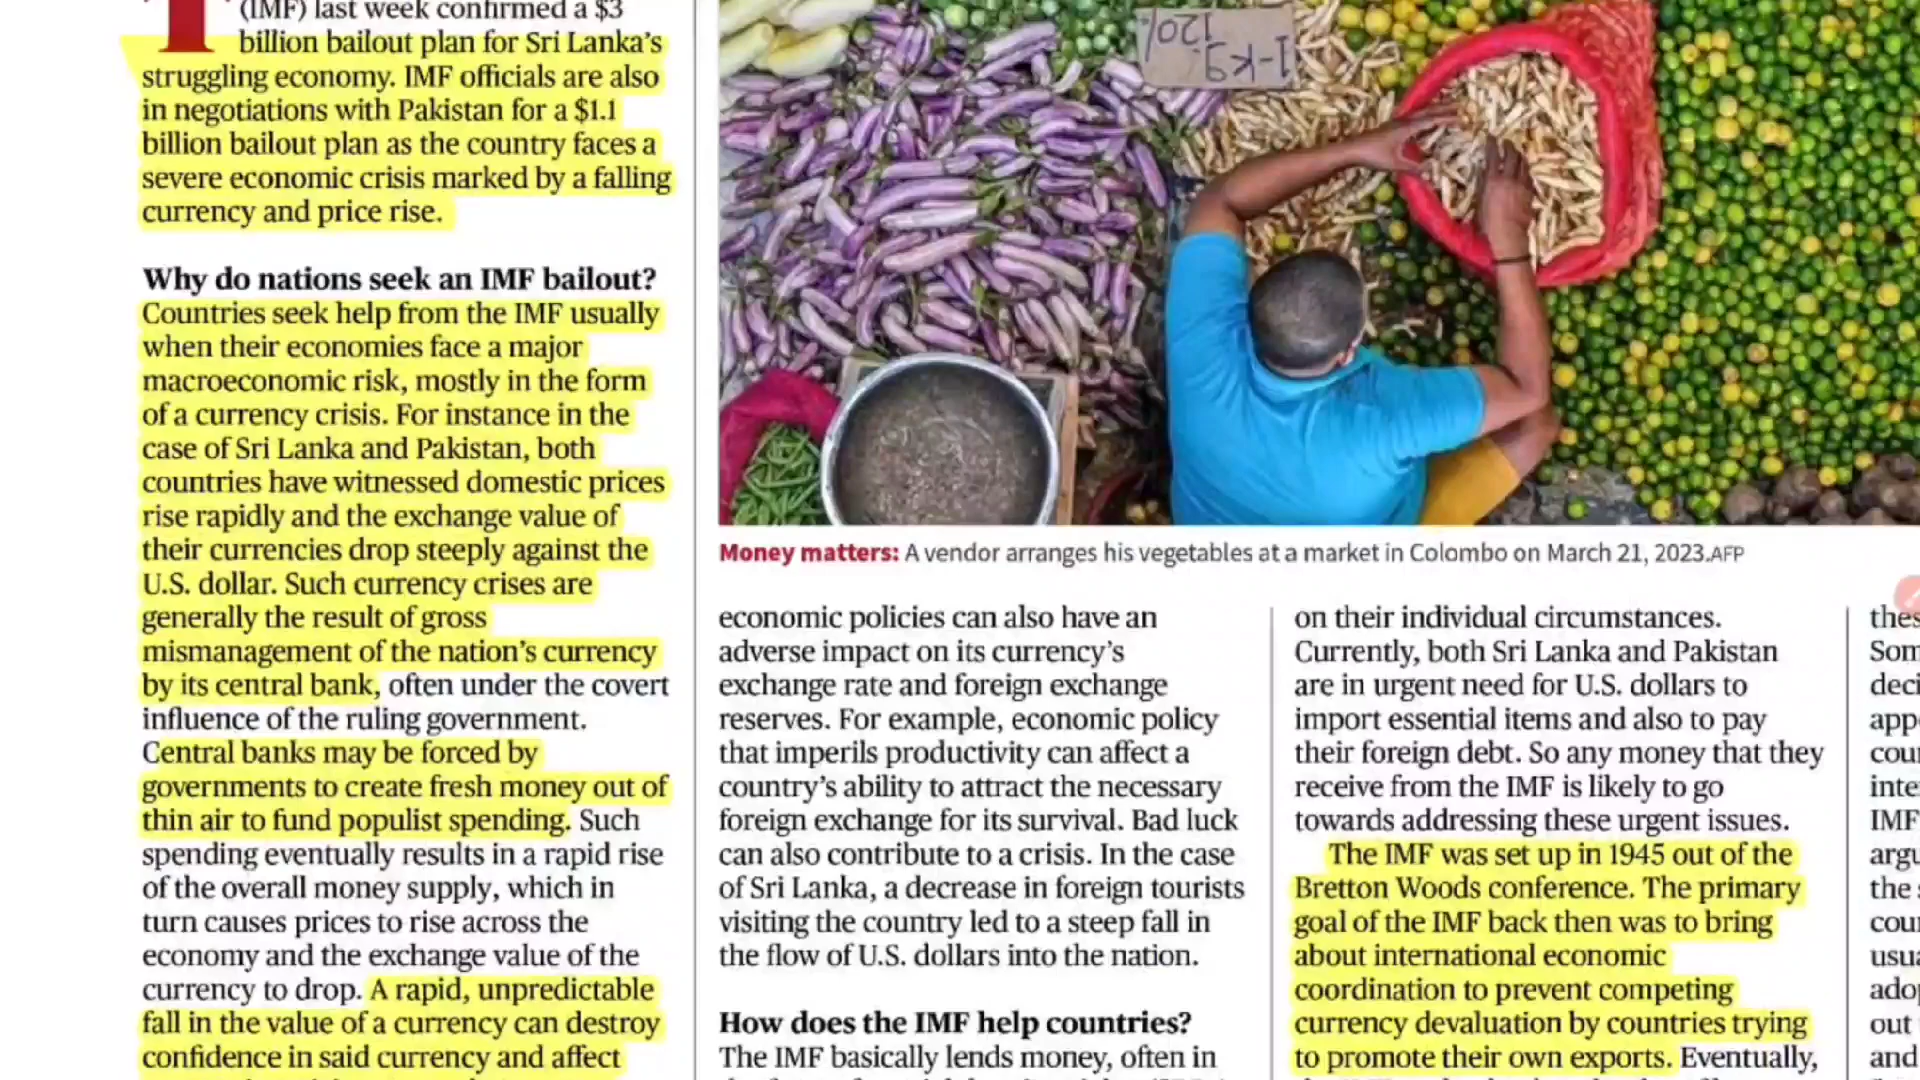 T
(IMF) last week confirmed a $3
billion bailout plan for Sri Lanka's
struggling economy. IMF officials are also
in negotiations with Pakistan for a $1.1
billion bailout plan as the country faces a
severe economic crisis marked by a falling
currency and price rise.
Why do nations seek an IMF bailout?
Countries seek help from the IMF usually
when their economies face a major
macroeconomic risk, mostly in the form
of a currency crisis. For instance in the
case of Sri Lanka and Pakistan, both
countries have witnessed domestic prices
rise rapidly and the exchange value of
their currencies drop steeply against the
U.S. dollar. Such currency crises are
generally the result of gross
mismanagement of the nation's currency
by its central bank, often under the covert
influence of the ruling government.
Central banks may be forced by
governments to create fresh money out of
thin air to fund populist spending. Such
spending eventually results in a rapid rise
of the overall money supply, which in
turn causes prices to rise across the
economy and the exchange value of the
currency to drop. A rapid, unpredictable
fall in the value of a currency can destroy
confidence in said currency and affect
1-Kg.
120/
Money matters: A vendor arranges his vegetables at a market in Colombo on March 21, 2023.AFP
economic policies can also have an
adverse impact on its currency's
exchange rate and foreign exchange
reserves. For example, economic policy
that imperils productivity can affect a
country's ability to attract the necessary
foreign exchange for its survival. Bad luck
can also contribute to a crisis. In the case
of Sri Lanka, a decrease in foreign tourists
visiting the country led to a steep fall in
the flow of U.S. dollars into the nation.
How does the IMF help countries?
The IMF basically lends money, often in
on their individual circumstances.
Currently, both Sri Lanka and Pakistan
are in urgent need for U.S. dollars to
import essential items and also to pay
their foreign debt. So any money that they
receive from the IMF is likely to go
towards addressing these urgent issues.
The IMF was set up in 1945 out of the
Bretton Woods conference. The primary
goal of the IMF back then was to bring
about international economic
coordination to prevent competing
currency devaluation by countries trying
to promote their own exports. Eventually,
thes
Som
deci
appe
cour
inte
IMF
argu
the s
cou
usua
adop
out
and